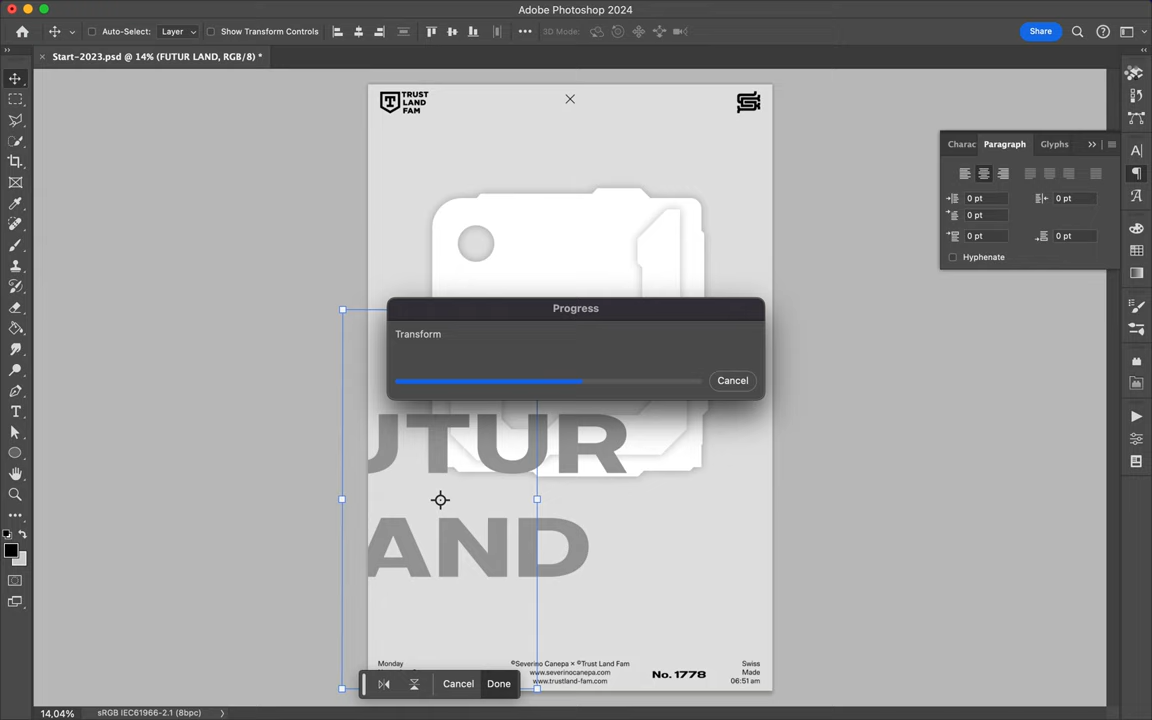 Adobe Photoshop 2024
Auto-Select:
Layer
Show Transform Controls
3D Mode:
Share
Start-2023.psd @ 14% (FUTUR LAND, RGB/8) *
TRUST
LAND
FAM
Charac
Paragraph
Glyphs
0 pt
0 pt
0 pt
0 pt
0 pt
Hyphenate
Progress
Transform
Cancel
UTUR
AND
Monday
©Severino Canepa × ©Trust Land Fam
www.severinocanepa.com
www.trustland-fam.com
No. 1778
Swiss
Made
06:51 am
Cancel
Done
14,04%
sRGB IEC61966-2.1 (8bpc)